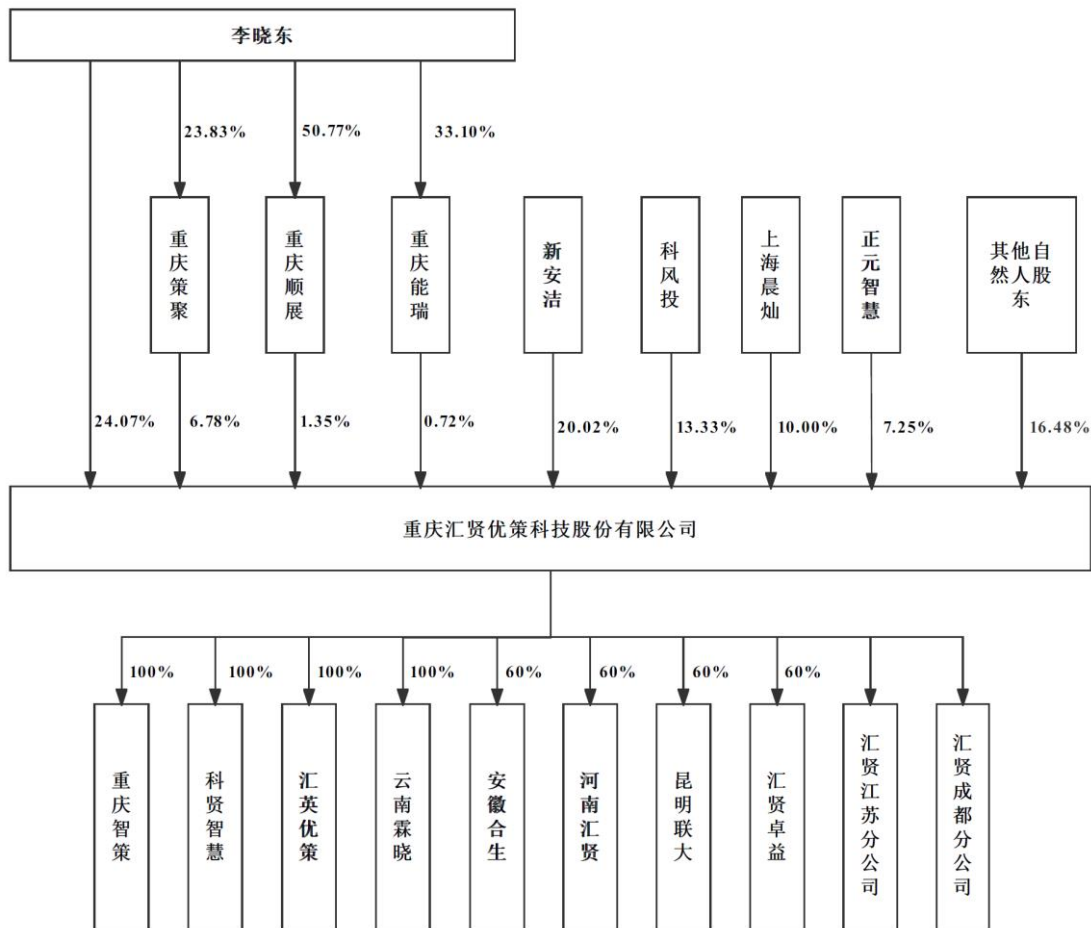 李晓东
23.83%
50.77%
33.10%
重庆策聚
重庆顺展
重庆能瑞
新安洁
科风投
上海晨灿
正元智慧
其他自
然人股
东
24.07%
6.78%
1.35%
0.72%
20.02%
13.33%
10.00%
7.25%
16.48%
重庆汇贤优策科技股份有限公司
100%
100%
100%
100%
60%
60%
60%
60%
重庆智策
科贤智慧
汇英优策
云南霖晓
安徽合生
河南汇贤
昆明联大
汇贤卓益
汇贤江苏分公司
汇贤成都分公司